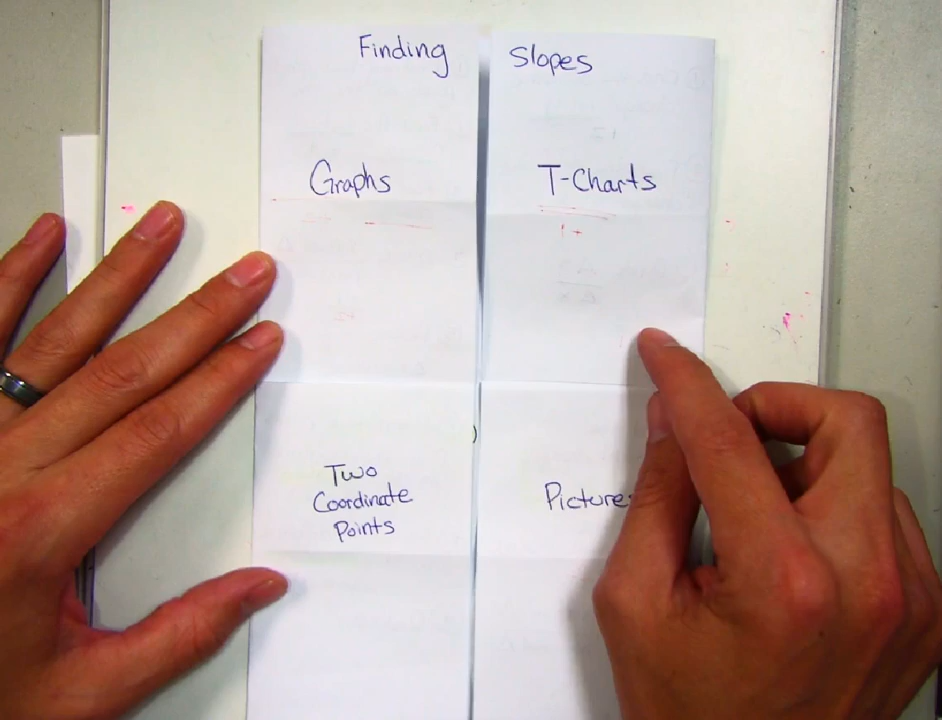 Finding Slopes
Graphs
T-Charts
Two
Coordinate
Points
Picture